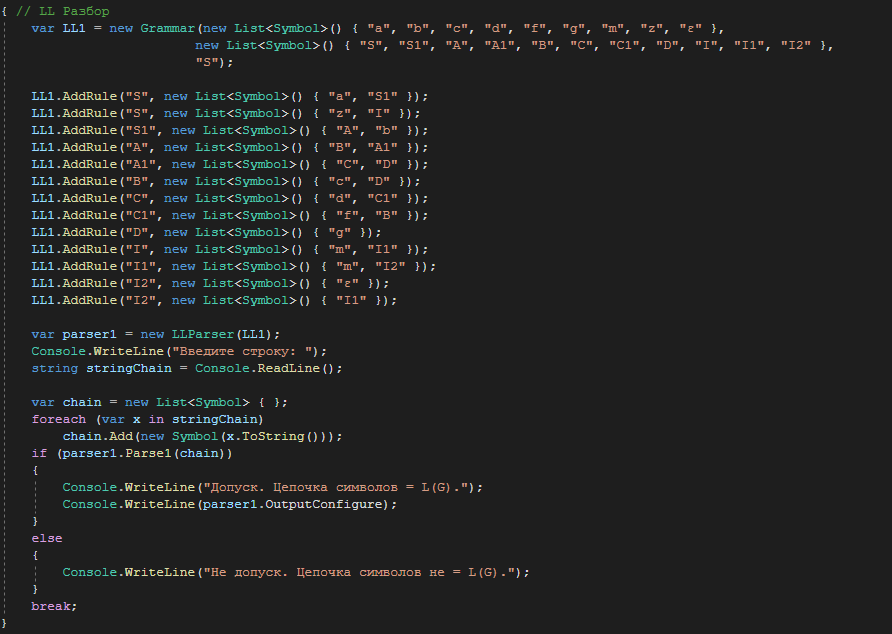 { // LL Разбор
var LL1 = new Grammar(new List<Symbol>() { "a", "b", "c", "d", "f", "g", "m", "z", "ε" },
new List<Symbol>() { "S", "S1", "A", "A1", "B", "C", "C1", "D", "I", "I1", "I2" },
"S");
LL1.AddRule("S", new List<Symbol>() { "a", "S1" });
LL1.AddRule("S", new List<Symbol>() { "z", "I" });
LL1.AddRule("S1", new List<Symbol>() { "A", "b" });
LL1.AddRule("A", new List<Symbol>() { "B", "A1" });
LL1.AddRule("A1", new List<Symbol>() { "C", "D" });
LL1.AddRule("B", new List<Symbol>() { "c", "D" });
LL1.AddRule("C", new List<Symbol>() { "d", "C1" });
LL1.AddRule("C1", new List<Symbol>() { "f", "B" });
LL1.AddRule("D", new List<Symbol>() { "g" });
LL1.AddRule("I", new List<Symbol>() { "m", "I1" });
LL1.AddRule("I1", new List<Symbol>() { "m", "I2" });
LL1.AddRule("I2", new List<Symbol>() { "ε" });
LL1.AddRule("I2", new List<Symbol>() { "I1" });
var parser1 = new LLParser(LL1);
Console.WriteLine("Введите строку: ");
string stringChain = Console.ReadLine();
var chain = new List<Symbol> { };
foreach (var x in stringChain)
chain.Add(new Symbol(x.ToString()));
if (parser1.Parse1(chain))
{
Console.WriteLine("Допуск. Цепочка символов = L(G).");
Console.WriteLine(parser1.OutputConfigure);
}
else
{
Console.WriteLine("Не допуск. Цепочка символов не = L(G).");
}
break;
}